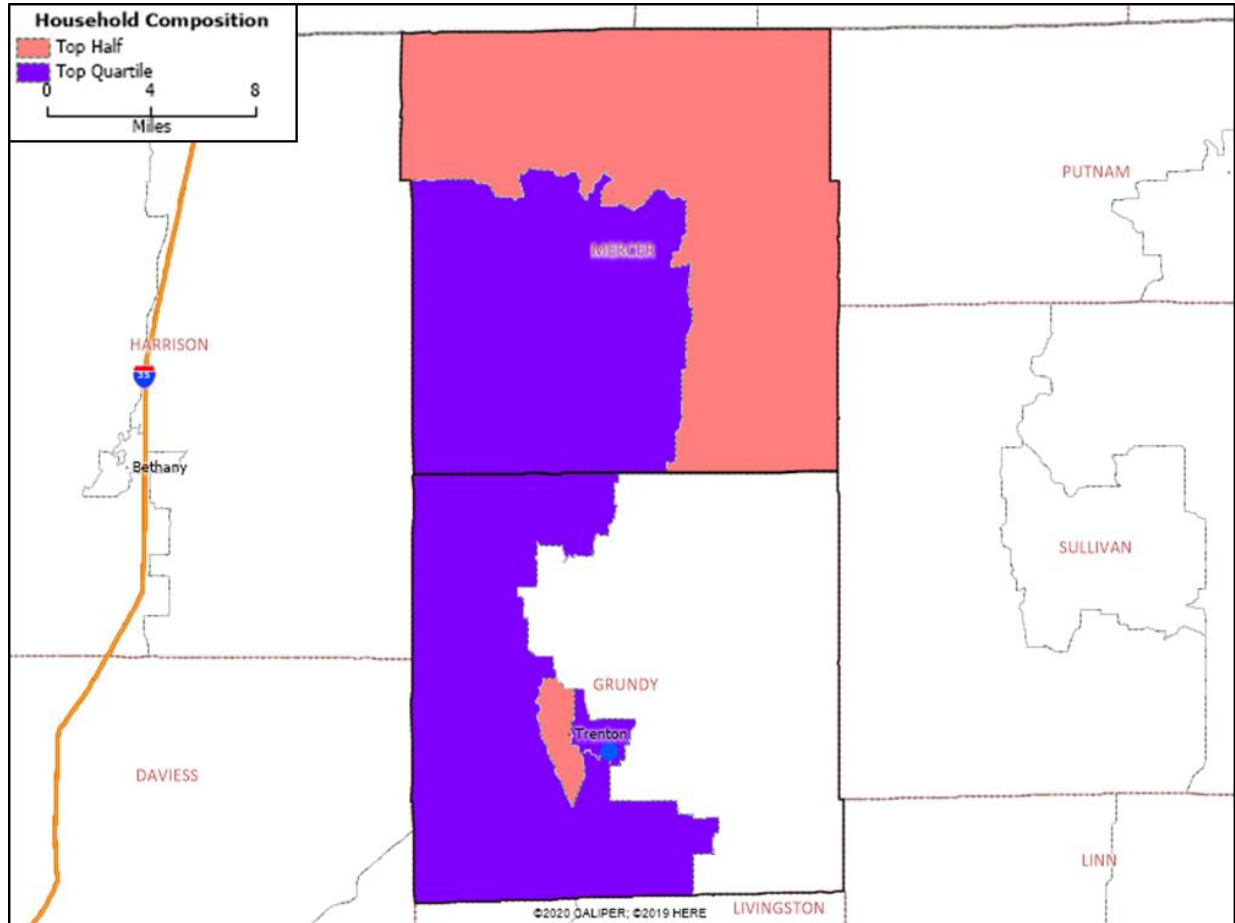 Household Composition
Top Half
Top Quartile
0 4 8
Miles
PUTNAM
MERCER
HARRISON
35
Bethany
SULLIVAN
GRUNDY
Trenton
DAVIESS
LINN
©2020 CALIPER; ©2019 HERE
LIVINGSTON